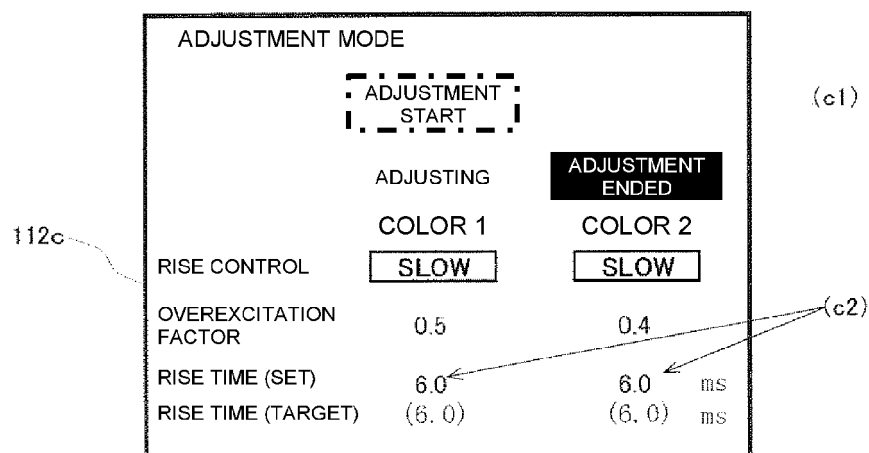 ADJUSTMENT MODE
ADJUSTMENT
START
(c1)
ADJUSTING
ADJUSTMENT
ENDED
112c
COLOR 1 COLOR 2
RISE CONTROL SLOW SLOW
OVEREXCITATION
FACTOR 0.5 0.4
(c2)
RISE TIME (SET) 6.0 6.0 ms
RISE TIME (TARGET) (6.0) (6.0) ms